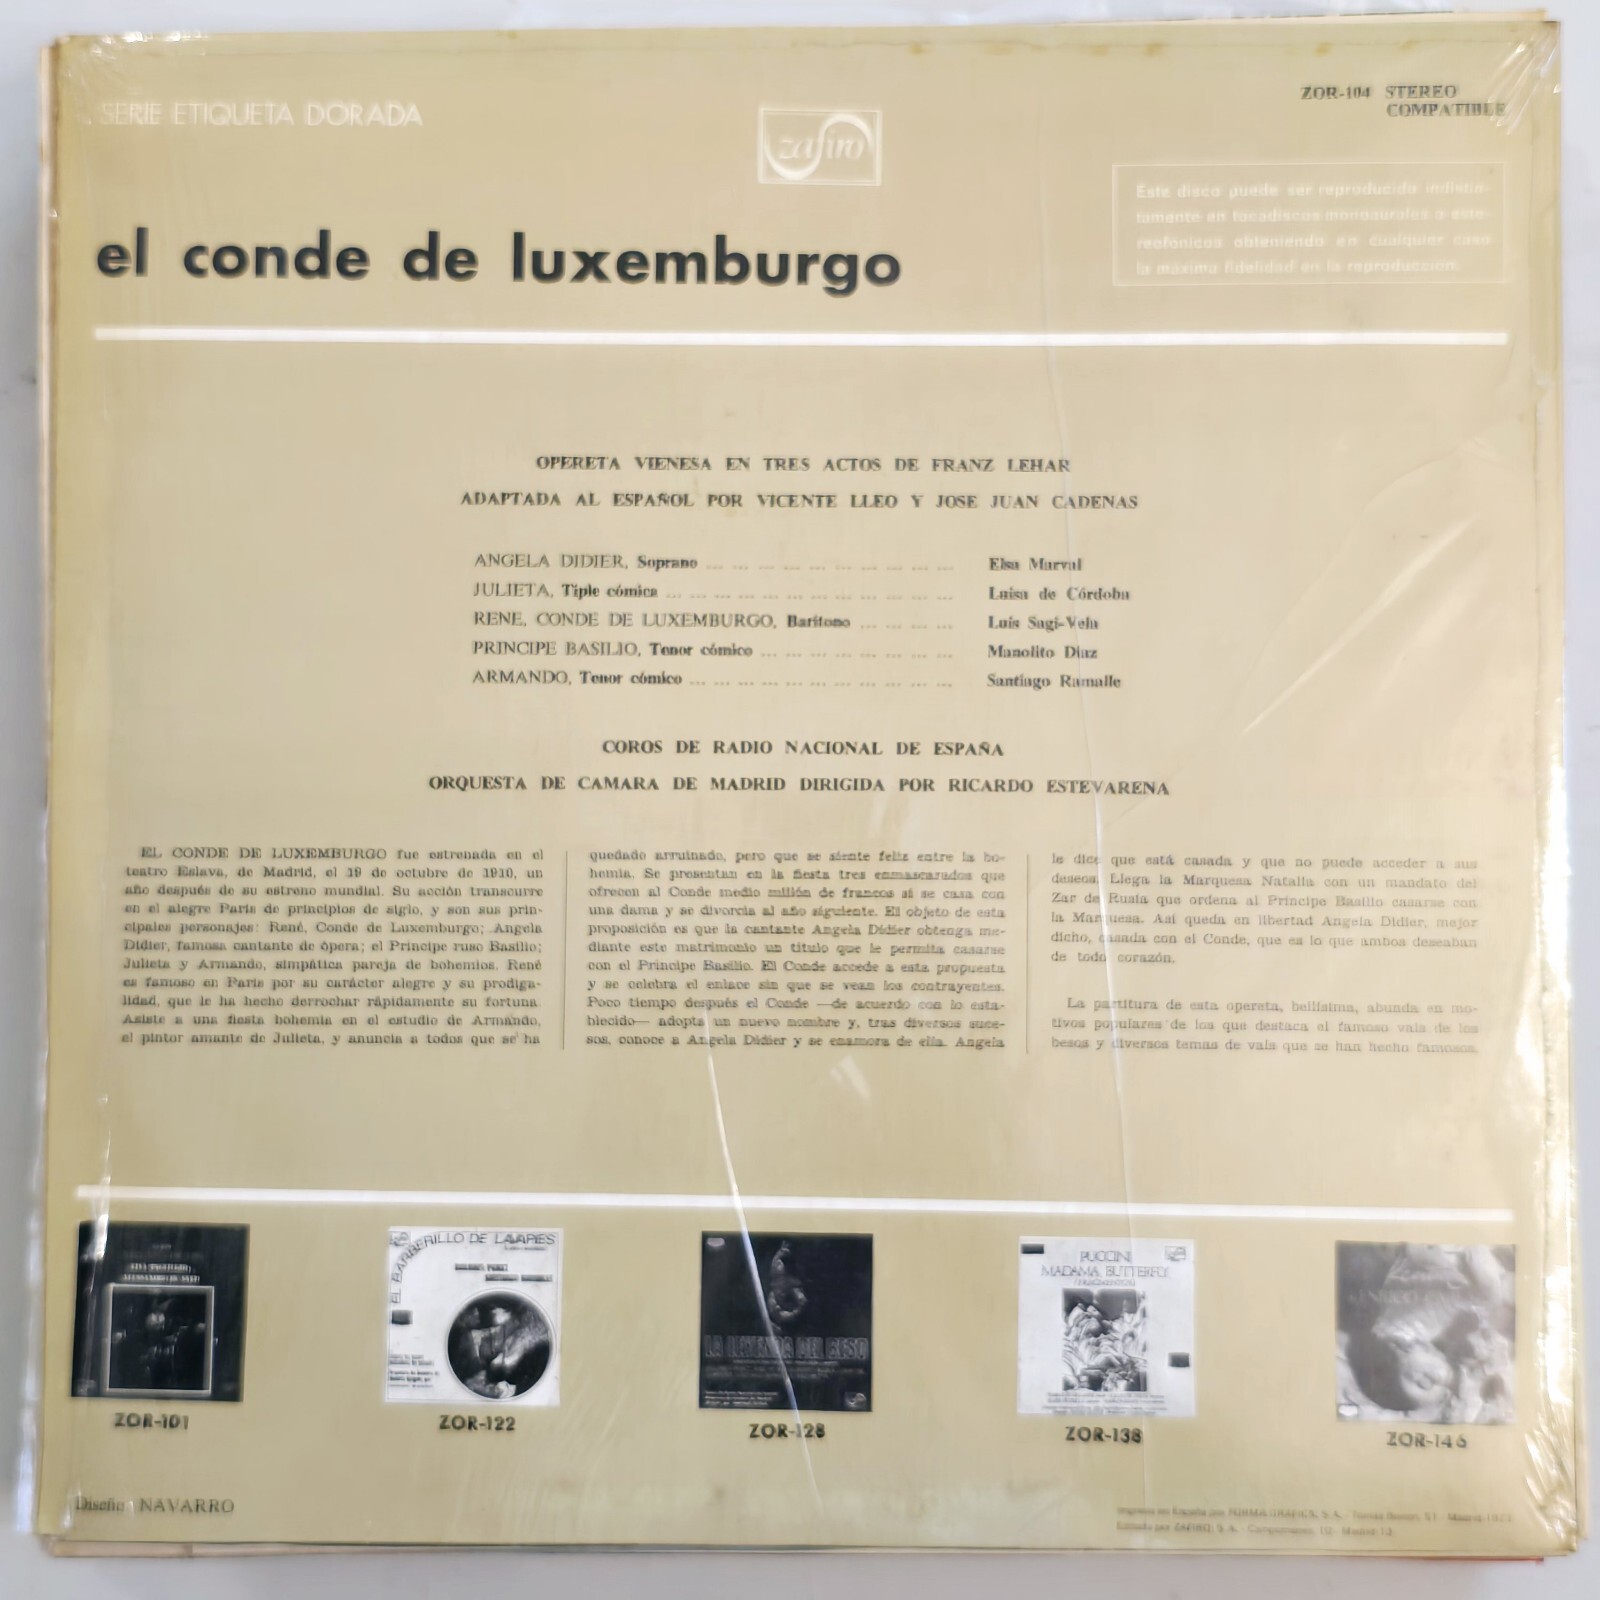 SERIE ETIQUETA DORADA
zafiro
ZOR-104 STEREO
COMPATIBLE
Este disco puede ser reproducido indistin-
tamente en tocadiscos monoaurales o este-
reofonicos obteniendo en cualquier caso
la maxima fidelidad en la reproduccion.
el conde de luxemburgo
OPERETA VIENESA EN TRES ACTOS DE FRANZ LEHAR
ADAPTADA AL ESPAÑOL POR VICENTE LLEO Y JOSE JUAN CADENAS
ANGELA DIDIER, Soprano ... ... ... ... ... ... ... ... ... ... Elsa Marval
JULIETA, Tiple cómica ... ... ... ... ... ... ... ... ... ... ... Luisa de Córdoba
RENE, CONDE DE LUXEMBURGO, Barítono ... ... ... ... Luis Sagi-Vela
PRINCIPE BASILIO, Tenor cómico ... ... ... ... ... ... ... ... Manolito Díaz
ARMANDO, Tenor cómico ... ... ... ... ... ... ... ... ... ... ... Santiago Ramalle
COROS DE RADIO NACIONAL DE ESPAÑA
ORQUESTA DE CAMARA DE MADRID DIRIGIDA POR RICARDO ESTEVARENA
EL CONDE DE LUXEMBURGO fue estrenada en el
teatro Eslava, de Madrid, el 19 de octubre de 1910, un
año después de su estreno mundial. Su acción transcurre
en el alegre París de principios de siglo, y son sus prin-
cipales personajes: René, Conde de Luxemburgo; Angela
Didier, famosa cantante de ópera; el Príncipe ruso Basilio;
Julieta y Armando, simpática pareja de bohemios. René
es famoso en París por su carácter alegre y su prodiga-
lidad, que le ha hecho derrochar rápidamente su fortuna.
Asiste a una fiesta bohemia en el estudio de Armando,
el pintor amante de Julieta, y anuncia a todos que se ha
quedado arruinado, pero que se siente feliz entre la bo-
hemia. Se presentan en la fiesta tres enmascarados que
ofrecen al Conde medio millón de francos si se casa con
una dama y se divorcia al año siguiente. El objeto de esta
proposición es que la cantante Angela Didier obtenga me-
diante este matrimonio un título que le permita casarse
con el Príncipe Basilio. El Conde accede a esta propuesta
y se celebra el enlace sin que se vean los contrayentes.
Poco tiempo después el Conde —de acuerdo con lo esta-
blecido— adopta un nuevo nombre y, tras diversos suce-
sos, conoce a Angela Didier y se enamora de ella. Angela
le dice que está casada y que no puede acceder a sus
deseos. Llega la Marquesa Natalia con un mandato del
Zar de Rusia que ordena al Príncipe Basilio casarse con
la Marquesa. Así queda en libertad Angela Didier, mejor
dicho, casada con el Conde, que es lo que ambos deseaban
de todo corazón.
La partitura de esta opereta, bellísima, abunda en mo-
tivos populares de los que destaca el famoso vals de los
besos y diversos temas de vals que se han hecho famosos.
EL BARBERILLO DE LAVAPIES
LA LEYENDA DEL BESO
PUCCINI
MADAMA BUTTERFLY
(FRAGMENTOS)
ZOR-101
ZOR-122
ZOR-128
ZOR-138
ZOR-146
Diseño: NAVARRO